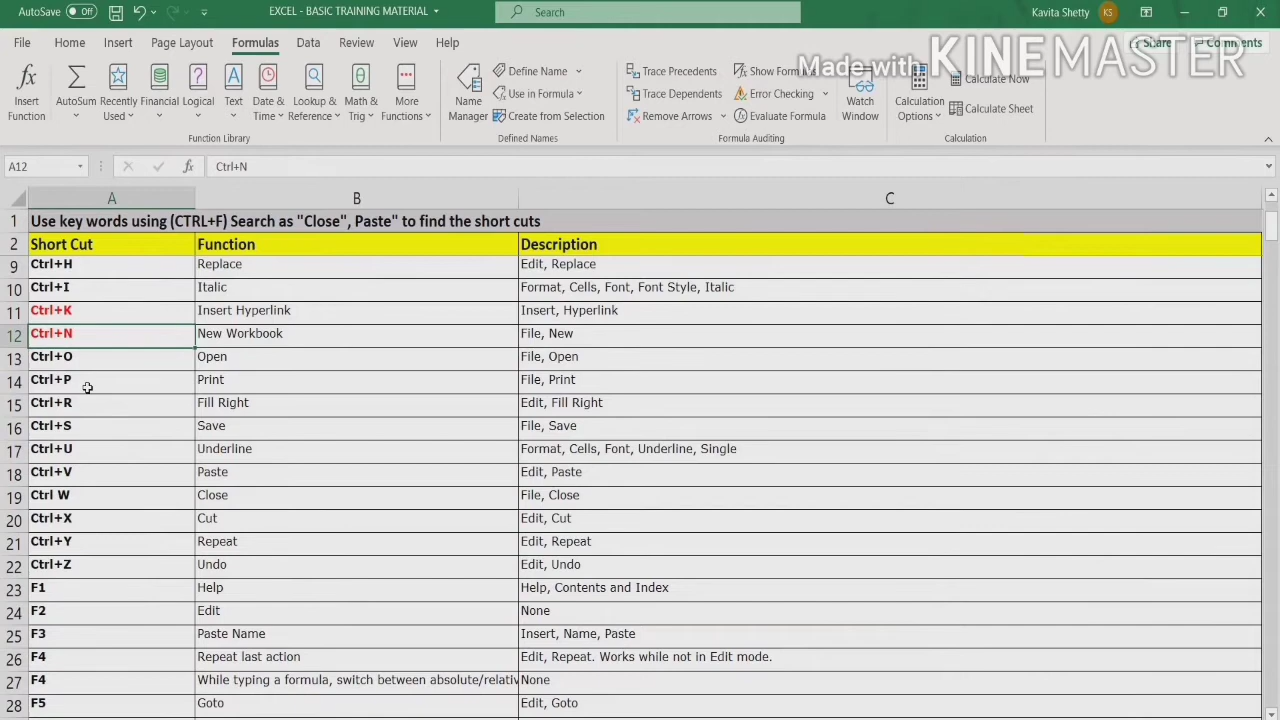 AutoSave Off EXCEL - BASIC TRAINING MATERIAL Search Kavita Shetty KS
File Home Insert Page Layout Formulas Data Review View Help Share Comments
Made with KINEMASTER
Insert Function AutoSum Recently Used Financial Logical Text Date & Time Lookup & Reference Math & Trig More Functions
Function Library
Name Manager Define Name Use in Formula Create from Selection
Defined Names
Trace Precedents Trace Dependents Remove Arrows Show Formulas Error Checking Evaluate Formula Watch Window
Formula Auditing
Calculation Options Calculate Now Calculate Sheet
Calculation
A12 fx Ctrl+N
A B C
1 Use key words using (CTRL+F) Search as "Close", Paste" to find the short cuts
2 Short Cut Function Description
9 Ctrl+H Replace Edit, Replace
10 Ctrl+I Italic Format, Cells, Font, Font Style, Italic
11 Ctrl+K Insert Hyperlink Insert, Hyperlink
12 Ctrl+N New Workbook File, New
13 Ctrl+O Open File, Open
14 Ctrl+P Print File, Print
15 Ctrl+R Fill Right Edit, Fill Right
16 Ctrl+S Save File, Save
17 Ctrl+U Underline Format, Cells, Font, Underline, Single
18 Ctrl+V Paste Edit, Paste
19 Ctrl W Close File, Close
20 Ctrl+X Cut Edit, Cut
21 Ctrl+Y Repeat Edit, Repeat
22 Ctrl+Z Undo Edit, Undo
23 F1 Help Help, Contents and Index
24 F2 Edit None
25 F3 Paste Name Insert, Name, Paste
26 F4 Repeat last action Edit, Repeat. Works while not in Edit mode.
27 F4 While typing a formula, switch between absolute/relativ None
28 F5 Goto Edit, Goto